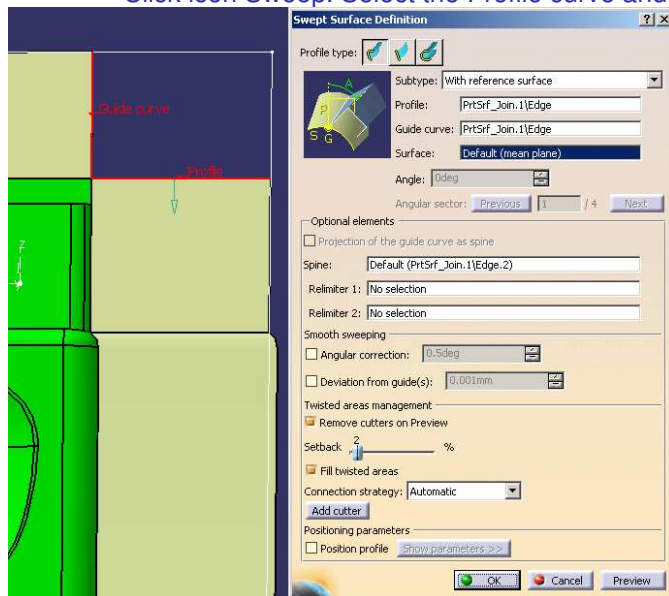 Click icon Sweep. Select the Profile curve and
Guide curve
Profile
Z
Swept Surface Definition
Profile type:
Subtype: With reference surface
Profile: PrtSrf_Join.1\Edge
Guide curve: PrtSrf_Join.1\Edge
Surface: Default (mean plane)
Angle: 0deg
Angular sector: Previous 1 / 4 Next
Optional elements
Projection of the guide curve as spine
Spine: Default (PrtSrf_Join.1\Edge.2)
Relimiter 1: No selection
Relimiter 2: No selection
Smooth sweeping
Angular correction: 0.5deg
Deviation from guide(s): 0.001mm
Twisted areas management
Remove cutters on Preview
Setback 2 %
Fill twisted areas
Connection strategy: Automatic
Add cutter
Positioning parameters
Position profile Show parameters >>
OK Cancel Preview